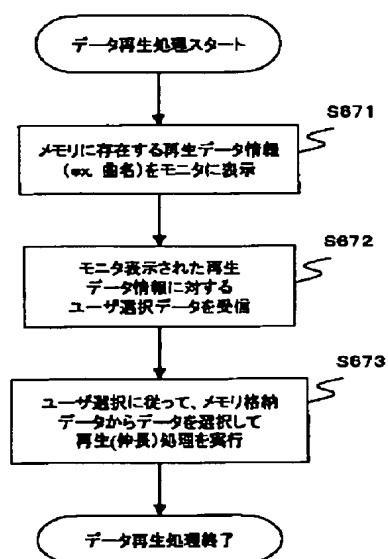 データ再生処理スタート
S671
メモリに存在する再生データ情報
(ex. 曲名)をモニタに表示
S672
モニタ表示された再生
データ情報に対する
ユーザ選択データを受信
S673
ユーザ選択に従って、メモリ格納
データからデータを選択して
再生(伸長)処理を実行
データ再生処理終了